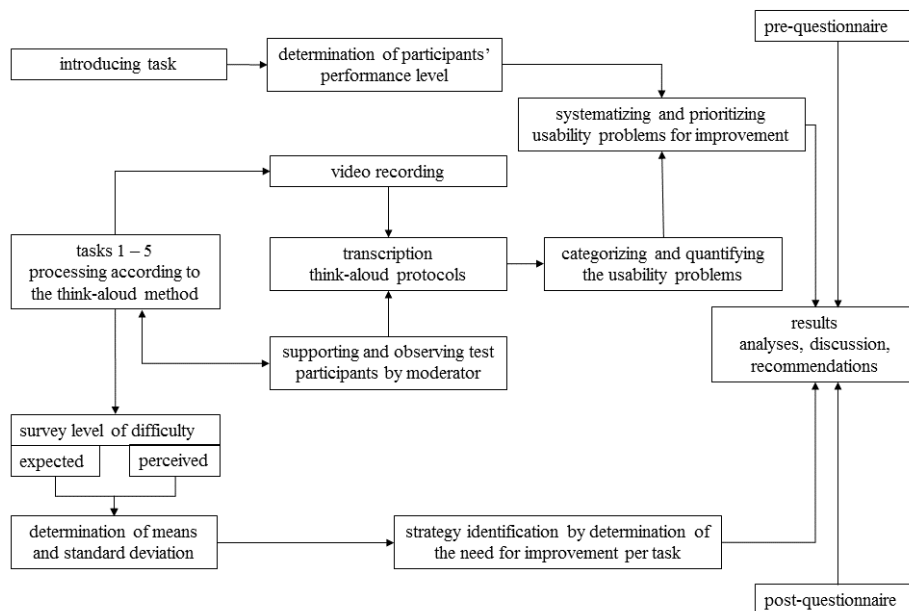 pre-questionnaire
introducing task
determination of participants’
performance level
systematizing and prioritizing
usability problems for improvement
video recording
tasks 1 – 5
processing according to
the think-aloud method
transcription
think-aloud protocols
categorizing and quantifying
the usability problems
supporting and observing test
participants by moderator
results
analyses, discussion,
recommendations
survey level of difficulty
expected
perceived
determination of means
and standard deviation
strategy identification by determination of
the need for improvement per task
post-questionnaire